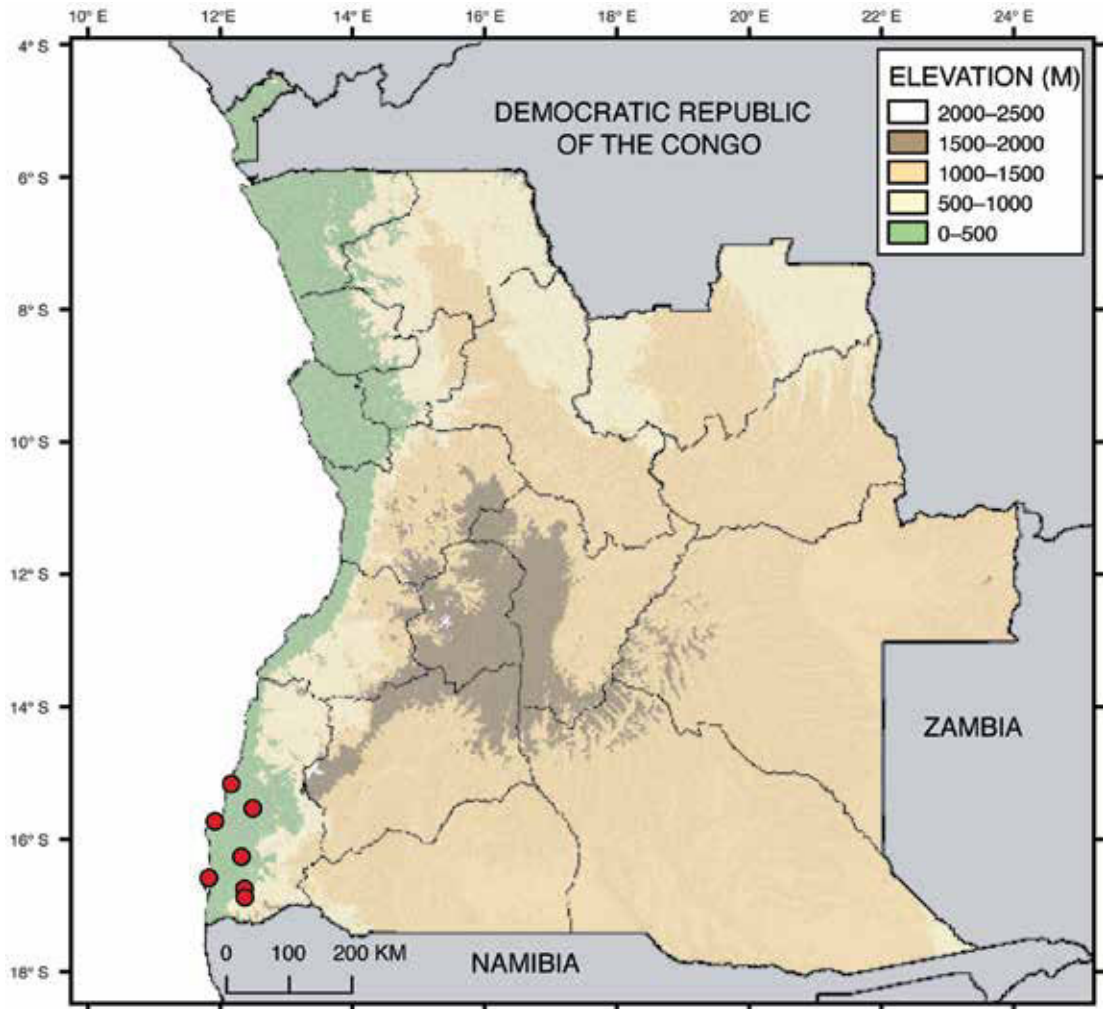 10° E 12° E 14° E 16° E 18° E 20° E 22° E 24° E
4° S
6° S
8° S
10° S
12° S
14° S
16° S
18° S
ELEVATION (M)
2000–2500
1500–2000
1000–1500
500–1000
0–500
DEMOCRATIC REPUBLIC
OF THE CONGO
ZAMBIA
NAMIBIA
0 100 200 KM